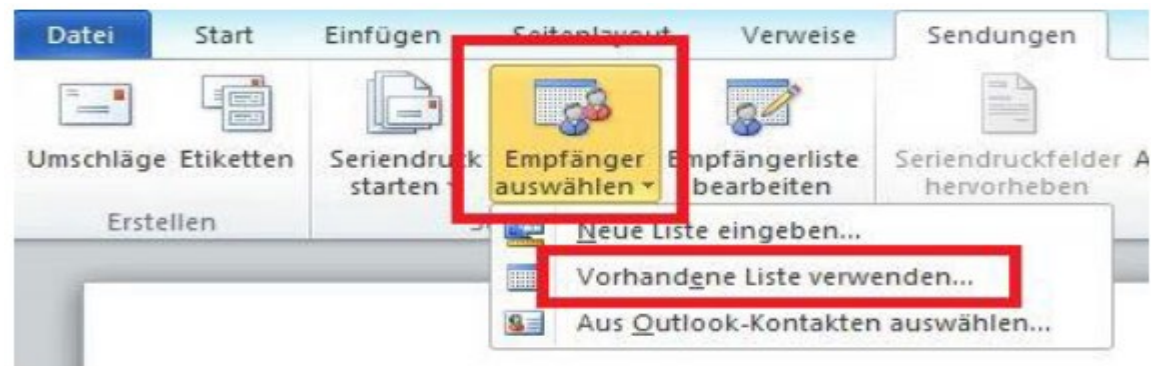 Datei Start Einfügen Seitenlayout Verweise Sendungen
Umschläge Etiketten Seriendruck starten Empfänger auswählen Empfängerliste bearbeiten Seriendruckfelder hervorheben A
Erstellen S
Neue Liste eingeben...
Vorhandene Liste verwenden...
Aus Outlook-Kontakten auswählen...